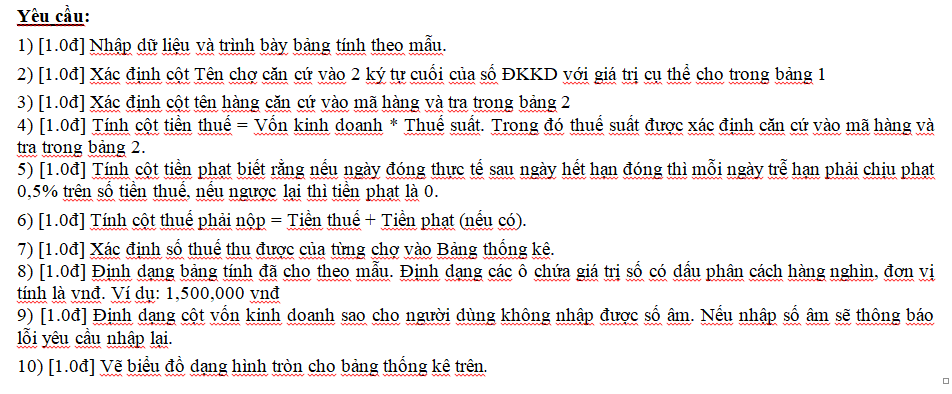 Yêu cầu:
1) [1.0đ] Nhập dữ liệu và trình bày bảng tính theo mẫu.
2) [1.0đ] Xác định cột Tên chợ căn cứ vào 2 ký tự cuối của số ĐKKD với giá trị cụ thể cho trong bảng 1
3) [1.0đ] Xác định cột tên hàng căn cứ vào mã hàng và tra trong bảng 2
4) [1.0đ] Tính cột tiền thuế = Vốn kinh doanh * Thuế suất. Trong đó thuế suất được xác định căn cứ vào mã hàng và
tra trong bảng 2.
5) [1.0đ] Tính cột tiền phạt biết rằng nếu ngày đóng thực tế sau ngày hết hạn đóng thì mỗi ngày trễ hạn phải chịu phạt
0,5% trên số tiền thuế, nếu ngược lại thì tiền phạt là 0.
6) [1.0đ] Tính cột thuế phải nộp = Tiền thuế + Tiền phạt (nếu có).
7) [1.0đ] Xác định số thuế thu được của từng chợ vào Bảng thống kê.
8) [1.0đ] Định dạng bảng tính đã cho theo mẫu. Định dạng các ô chứa giá trị số có dấu phân cách hàng nghìn, đơn vị
tính là vnđ. Ví dụ: 1,500,000 vnđ
9) [1.0đ] Định dạng cột vốn kinh doanh sao cho người dùng không nhập được số âm. Nếu nhập số âm sẽ thông báo
lỗi yêu cầu nhập lại.
10) [1.0đ] Vẽ biểu đồ dạng hình tròn cho bảng thống kê trên.